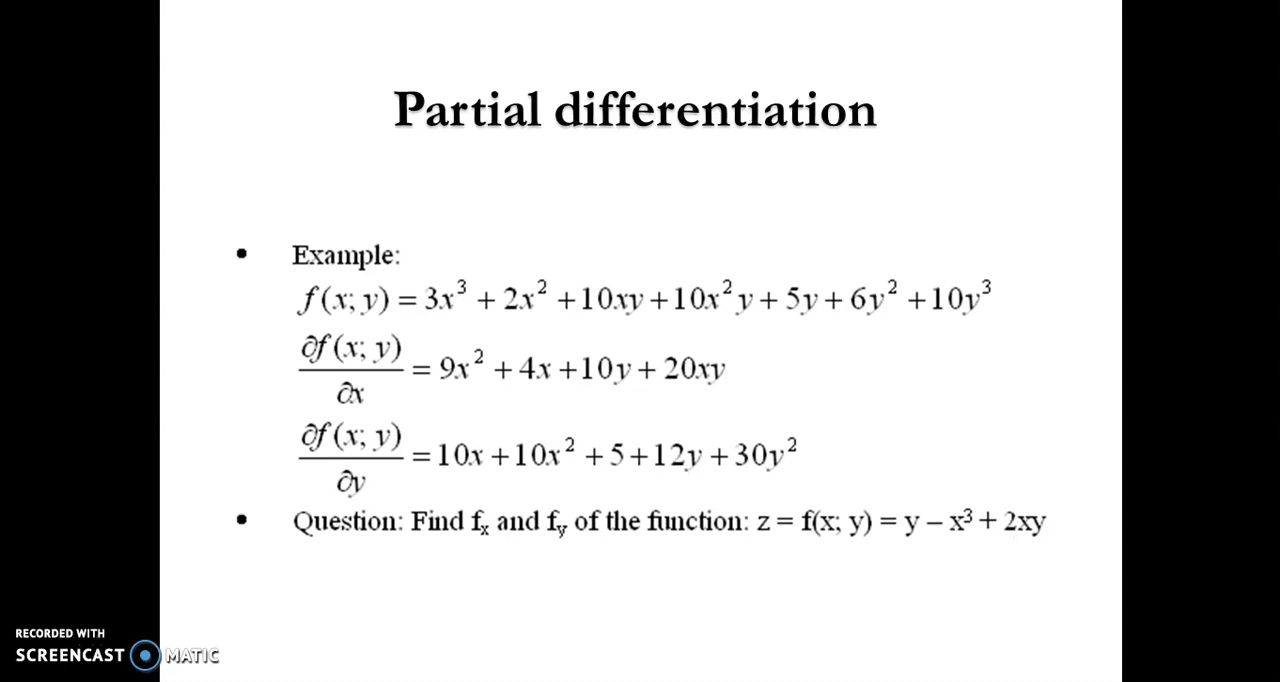 Partial differentiation
• Example:
f(x; y) = 3x³ + 2x² + 10xy + 10x²y + 5y + 6y² + 10y³
∂f(x; y)/∂x = 9x² + 4x + 10y + 20xy
∂f(x; y)/∂y = 10x + 10x² + 5 + 12y + 30y²
• Question: Find fₓ and f_y of the function: z = f(x; y) = y – x³ + 2xy
RECORDED WITH
SCREENCAST MATIC